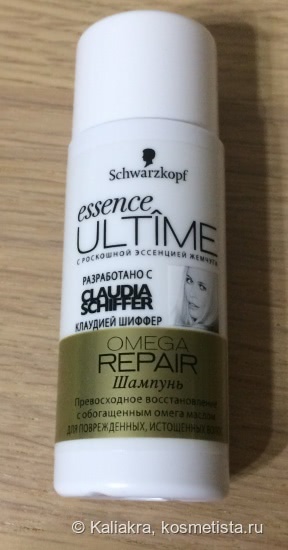 Schwarzkopf
essence
ULTÎME
С РОСКОШНОЙ ЭССЕНЦИЕЙ ЖЕМЧУГА
РАЗРАБОТАНО С
CLAUDIA
SCHIFFER
КЛАУДИЕЙ ШИФФЕР
OMEGA
REPAIR
Шампунь
Превосходное восстановление
с обогащенным омега маслом
ДЛЯ ПОВРЕЖДЕННЫХ, ИСТОЩЕННЫХ ВОЛОС
© Kaliakra, kosmetista.ru